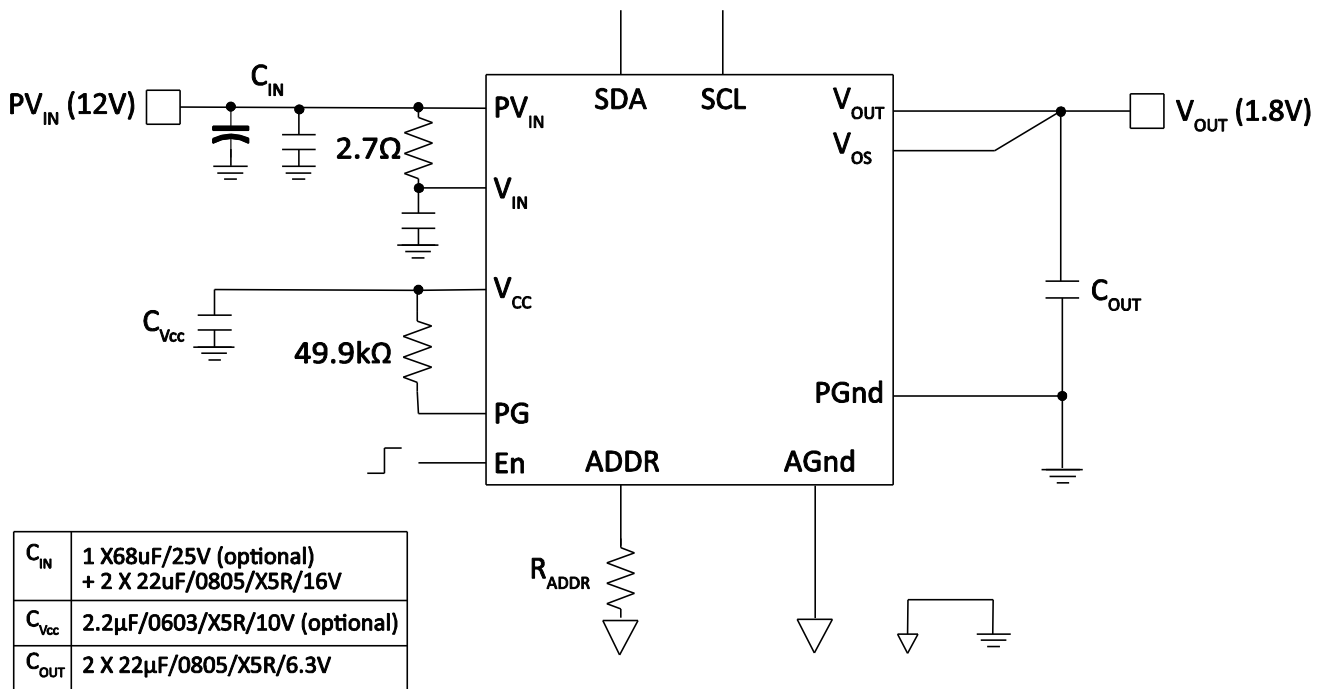 SDA
SCL
C_IN
PV_IN (12V)
PV_IN
V_OUT
V_OUT (1.8V)
2.7Ω
V_OS
V_IN
V_CC
C_Vcc
49.9kΩ
C_OUT
PG
PGnd
En
ADDR
AGnd
R_ADDR
C_IN 1 X68uF/25V (optional)
+ 2 X 22uF/0805/X5R/16V
C_Vcc 2.2µF/0603/X5R/10V (optional)
C_OUT 2 X 22µF/0805/X5R/6.3V